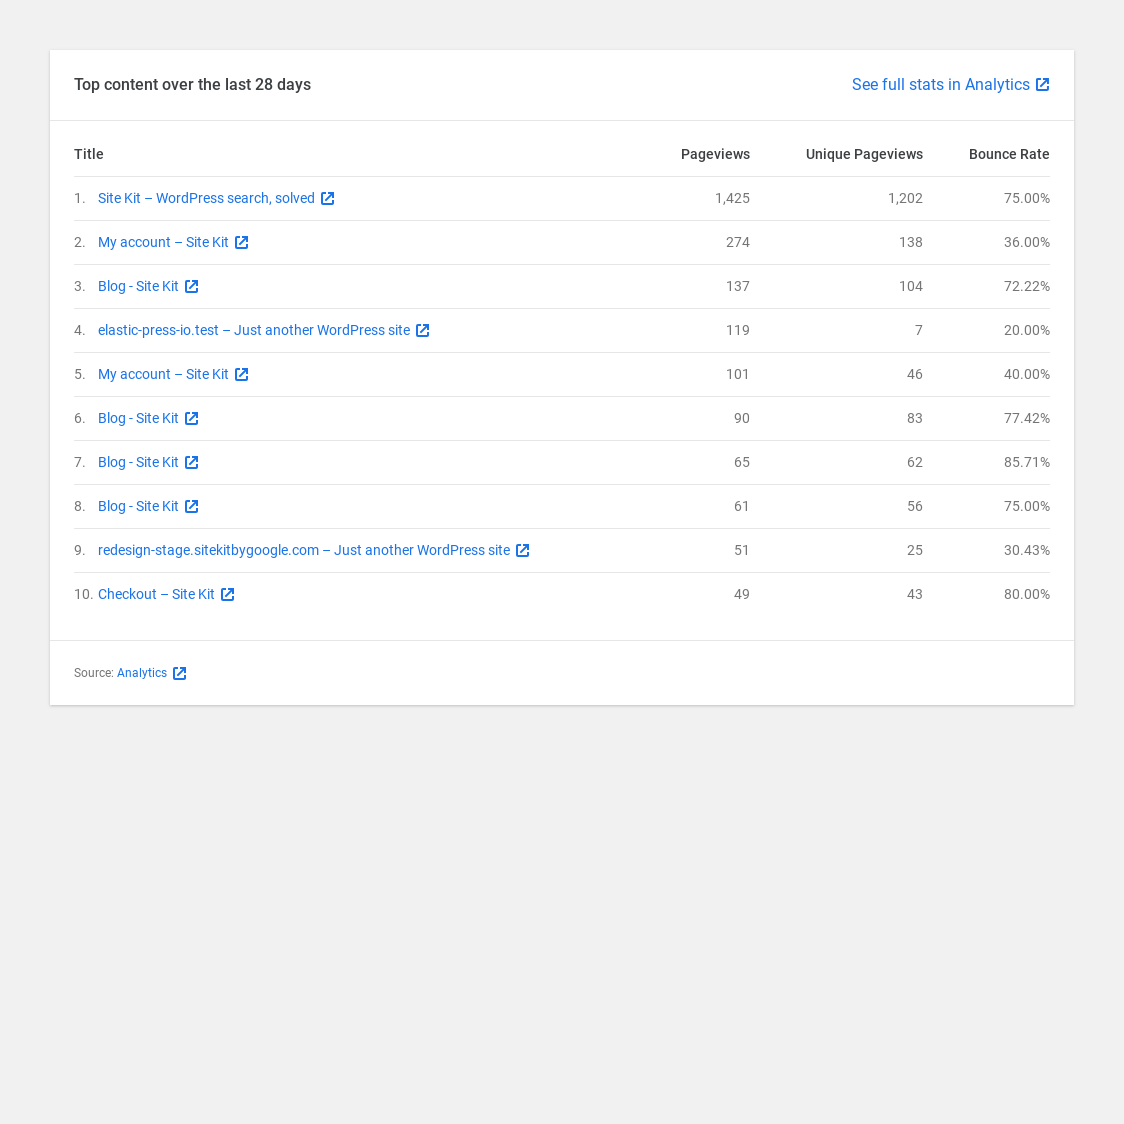 Top content over the last 28 days See full stats in Analytics
Title Pageviews Unique Pageviews Bounce Rate
1. Site Kit – WordPress search, solved 1,425 1,202 75.00%
2. My account – Site Kit 274 138 36.00%
3. Blog - Site Kit 137 104 72.22%
4. elastic-press-io.test – Just another WordPress site 119 7 20.00%
5. My account – Site Kit 101 46 40.00%
6. Blog - Site Kit 90 83 77.42%
7. Blog - Site Kit 65 62 85.71%
8. Blog - Site Kit 61 56 75.00%
9. redesign-stage.sitekitbygoogle.com – Just another WordPress site 51 25 30.43%
10. Checkout – Site Kit 49 43 80.00%
Source: Analytics